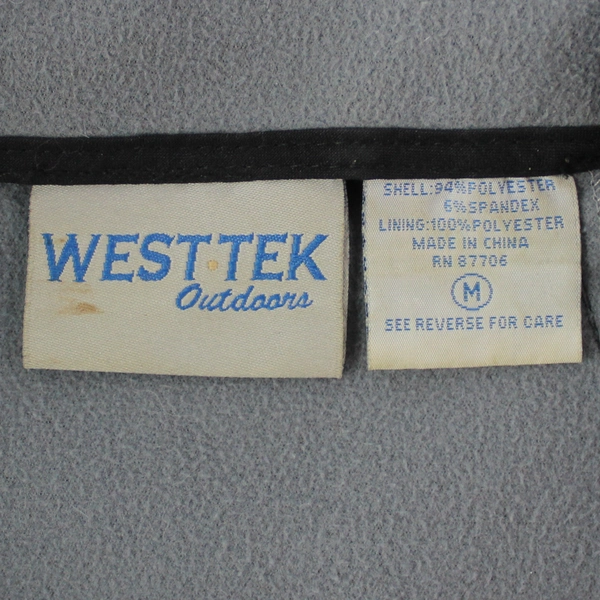 WEST·TEK
Outdoors
SHELL:94%POLYESTER
6%SPANDEX
LINING:100%POLYESTER
MADE IN CHINA
RN 87706
M
SEE REVERSE FOR CARE